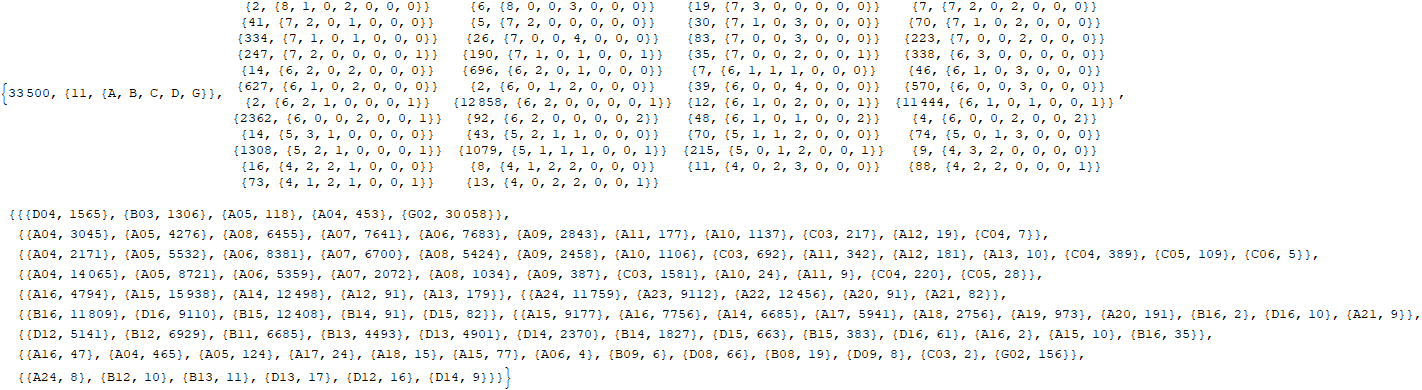 {2, {8, 1, 0, 2, 0, 0, 0}} {6, {8, 0, 0, 3, 0, 0, 0}} {19, {7, 3, 0, 0, 0, 0, 0}} {7, {7, 2, 0, 2, 0, 0, 0}}
{41, {7, 2, 0, 1, 0, 0, 0}} {5, {7, 2, 0, 0, 0, 0, 0}} {30, {7, 1, 0, 3, 0, 0, 0}} {70, {7, 1, 0, 2, 0, 0, 0}}
{334, {7, 1, 0, 1, 0, 0, 0}} {26, {7, 0, 0, 4, 0, 0, 0}} {83, {7, 0, 0, 3, 0, 0, 0}} {223, {7, 0, 0, 2, 0, 0, 0}}
{247, {7, 2, 0, 0, 0, 0, 1}} {190, {7, 1, 0, 1, 0, 0, 1}} {35, {7, 0, 0, 2, 0, 0, 1}} {338, {6, 3, 0, 0, 0, 0, 0}}
{14, {6, 2, 0, 2, 0, 0, 0}} {696, {6, 2, 0, 1, 0, 0, 0}} {7, {6, 1, 1, 1, 0, 0, 0}} {46, {6, 1, 0, 3, 0, 0, 0}}
{33 500, {11, {A, B, C, D, G}}, {627, {6, 1, 0, 2, 0, 0, 0}} {2, {6, 0, 1, 2, 0, 0, 0}} {39, {6, 0, 0, 4, 0, 0, 0}} {570, {6, 0, 0, 3, 0, 0, 0}} ,
{2, {6, 2, 1, 0, 0, 0, 1}} {12 858, {6, 2, 0, 0, 0, 0, 1}} {12, {6, 1, 0, 2, 0, 0, 1}} {11 444, {6, 1, 0, 1, 0, 0, 1}}
{2362, {6, 0, 0, 2, 0, 0, 1}} {92, {6, 2, 0, 0, 0, 0, 2}} {48, {6, 1, 0, 1, 0, 0, 2}} {4, {6, 0, 0, 2, 0, 0, 2}}
{14, {5, 3, 1, 0, 0, 0, 0}} {43, {5, 2, 1, 1, 0, 0, 0}} {70, {5, 1, 1, 2, 0, 0, 0}} {74, {5, 0, 1, 3, 0, 0, 0}}
{1308, {5, 2, 1, 0, 0, 0, 1}} {1079, {5, 1, 1, 1, 0, 0, 1}} {215, {5, 0, 1, 2, 0, 0, 1}} {9, {4, 3, 2, 0, 0, 0, 0}}
{16, {4, 2, 2, 1, 0, 0, 0}} {8, {4, 1, 2, 2, 0, 0, 0}} {11, {4, 0, 2, 3, 0, 0, 0}} {88, {4, 2, 2, 0, 0, 0, 1}}
{73, {4, 1, 2, 1, 0, 0, 1}} {13, {4, 0, 2, 2, 0, 0, 1}}
{{{D04, 1565}, {B03, 1306}, {A05, 118}, {A04, 453}, {G02, 30 058}},
{{A04, 3045}, {A05, 4276}, {A08, 6455}, {A07, 7641}, {A06, 7683}, {A09, 2843}, {A11, 177}, {A10, 1137}, {C03, 217}, {A12, 19}, {C04, 7}},
{{A04, 2171}, {A05, 5532}, {A06, 8381}, {A07, 6700}, {A08, 5424}, {A09, 2458}, {A10, 1106}, {C03, 692}, {A11, 342}, {A12, 181}, {A13, 10}, {C04, 389}, {C05, 109}, {C06, 5}},
{{A04, 14 065}, {A05, 8721}, {A06, 5359}, {A07, 2072}, {A08, 1034}, {A09, 387}, {C03, 1581}, {A10, 24}, {A11, 9}, {C04, 220}, {C05, 28}},
{{A16, 4794}, {A15, 15 938}, {A14, 12 498}, {A12, 91}, {A13, 179}}, {{A24, 11 759}, {A23, 9112}, {A22, 12 456}, {A20, 91}, {A21, 82}},
{{B16, 11 809}, {D16, 9110}, {B15, 12 408}, {B14, 91}, {D15, 82}}, {{A15, 9177}, {A16, 7756}, {A14, 6685}, {A17, 5941}, {A18, 2756}, {A19, 973}, {A20, 191}, {B16, 2}, {D16, 10}, {A21, 9}},
{{D12, 5141}, {B12, 6929}, {B11, 6685}, {B13, 4493}, {D13, 4901}, {D14, 2370}, {B14, 1827}, {D15, 663}, {B15, 383}, {D16, 61}, {A16, 2}, {A15, 10}, {B16, 35}},
{{A16, 47}, {A04, 465}, {A05, 124}, {A17, 24}, {A18, 15}, {A15, 77}, {A06, 4}, {B09, 6}, {D08, 66}, {B08, 19}, {D09, 8}, {C03, 2}, {G02, 156}},
{{A24, 8}, {B12, 10}, {B13, 11}, {D13, 17}, {D12, 16}, {D14, 9}}}}